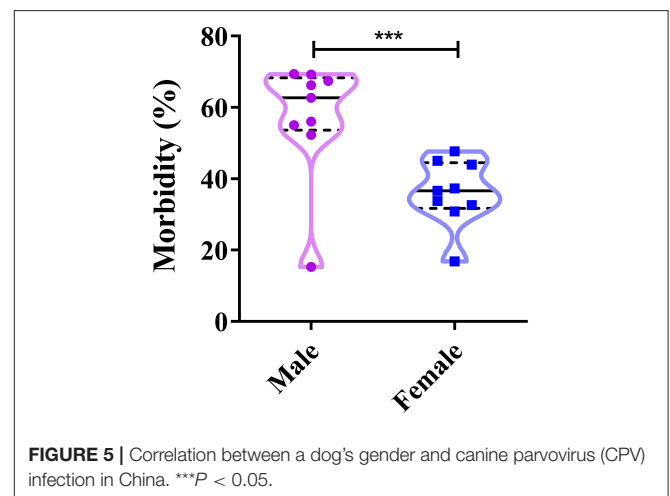 80
***
60
40
20
0
Morbidity (%)
Male
Female
FIGURE 5 | Correlation between a dog's gender and canine parvovirus (CPV)
infection in China. ***P < 0.05.